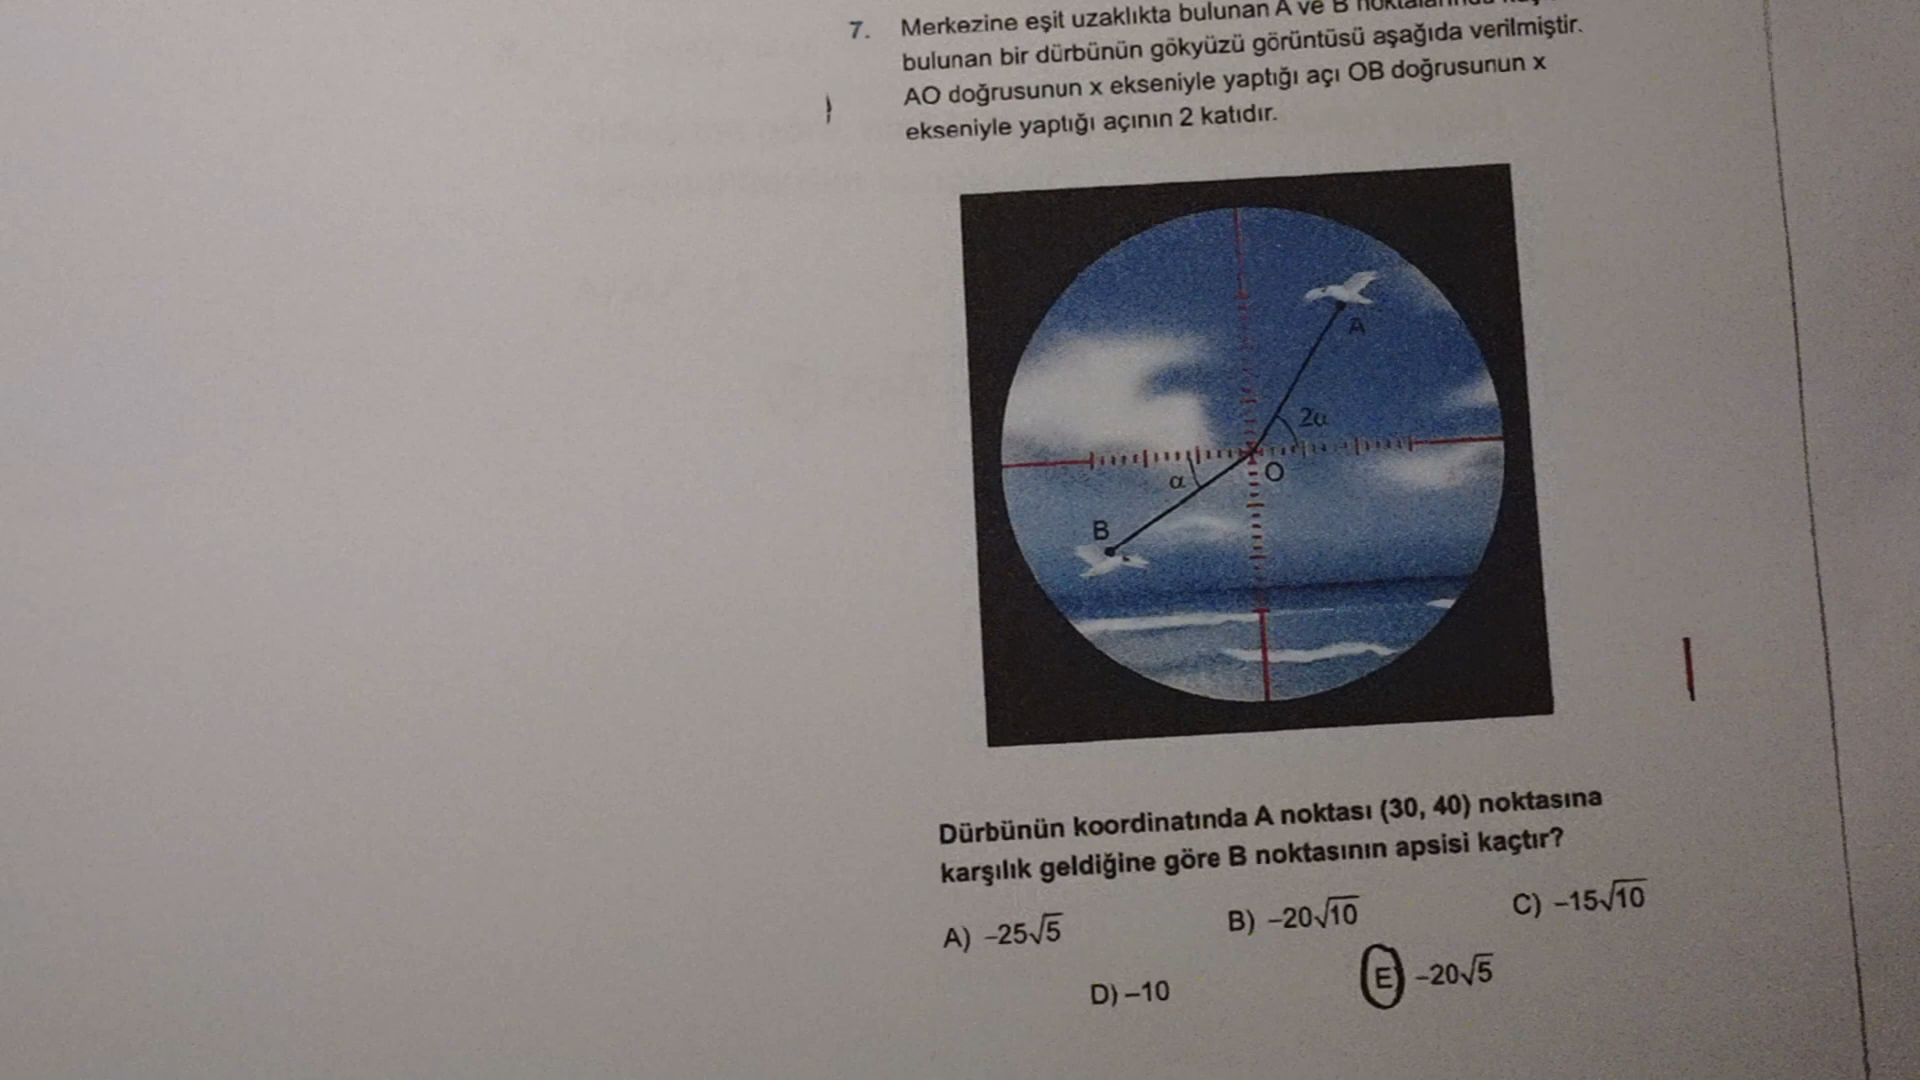 7. Merkezine eşit uzaklıkta bulunan A ve B
bulunan bir dürbünün gökyüzü görüntüsü aşağıda verilmiştir.
AO doğrusunun x ekseniyle yaptığı açı OB doğrusunun x
ekseniyle yaptığı açının 2 katıdır.
A
2α
O
α
B
Dürbünün koordinatında A noktası (30, 40) noktasına
karşılık geldiğine göre B noktasının apsisi kaçtır?
A) –25√5 B) –20√10 C) –15√10
D) –10 E) –20√5